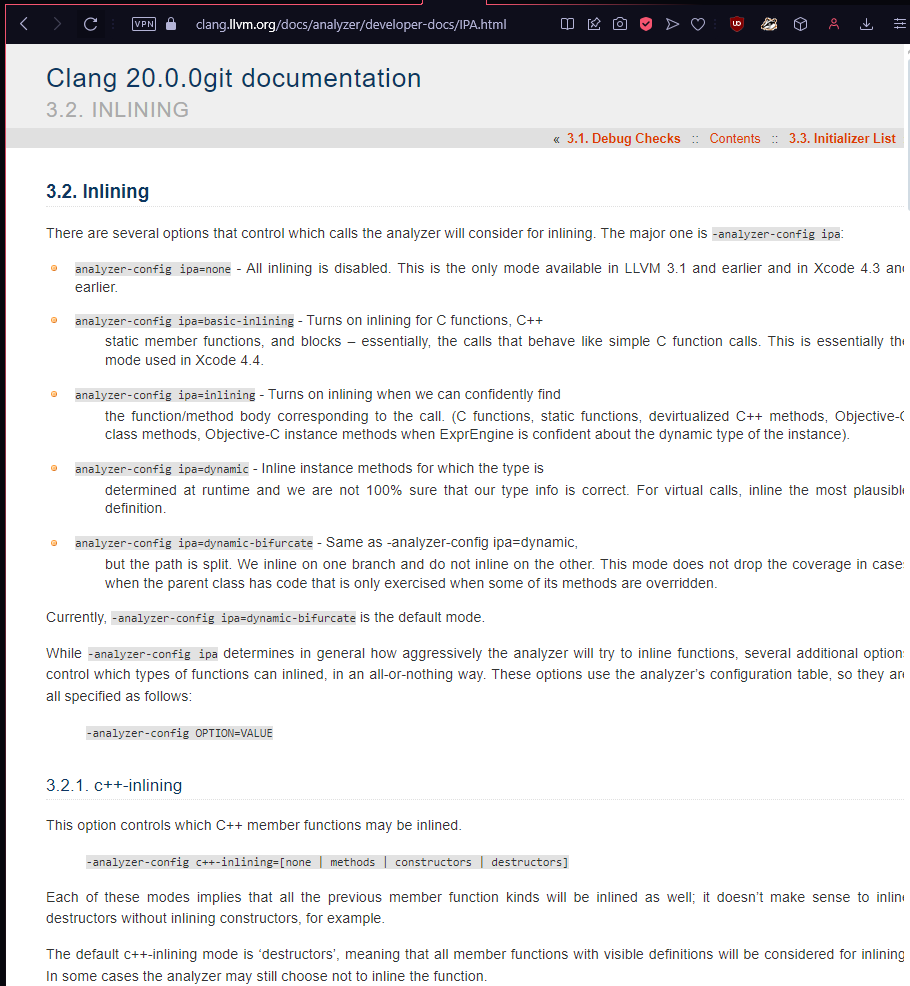 VPN
clang.llvm.org/docs/analyzer/developer-docs/IPA.html
Clang 20.0.0git documentation
3.2. INLINING
« 3.1. Debug Checks :: Contents :: 3.3. Initializer List
3.2. Inlining
There are several options that control which calls the analyzer will consider for inlining. The major one is -analyzer-config ipa:
analyzer-config ipa=none - All inlining is disabled. This is the only mode available in LLVM 3.1 and earlier and in Xcode 4.3 and
earlier.
analyzer-config ipa=basic-inlining - Turns on inlining for C functions, C++
static member functions, and blocks – essentially, the calls that behave like simple C function calls. This is essentially the
mode used in Xcode 4.4.
analyzer-config ipa=inlining - Turns on inlining when we can confidently find
the function/method body corresponding to the call. (C functions, static functions, devirtualized C++ methods, Objective-C
class methods, Objective-C instance methods when ExprEngine is confident about the dynamic type of the instance).
analyzer-config ipa=dynamic - Inline instance methods for which the type is
determined at runtime and we are not 100% sure that our type info is correct. For virtual calls, inline the most plausible
definition.
analyzer-config ipa=dynamic-bifurcate - Same as -analyzer-config ipa=dynamic,
but the path is split. We inline on one branch and do not inline on the other. This mode does not drop the coverage in cases
when the parent class has code that is only exercised when some of its methods are overridden.
Currently, -analyzer-config ipa=dynamic-bifurcate is the default mode.
While -analyzer-config ipa determines in general how aggressively the analyzer will try to inline functions, several additional options
control which types of functions can inlined, in an all-or-nothing way. These options use the analyzer’s configuration table, so they are
all specified as follows:
-analyzer-config OPTION=VALUE
3.2.1. c++-inlining
This option controls which C++ member functions may be inlined.
-analyzer-config c++-inlining=[none | methods | constructors | destructors]
Each of these modes implies that all the previous member function kinds will be inlined as well; it doesn’t make sense to inline
destructors without inlining constructors, for example.
The default c++-inlining mode is ‘destructors’, meaning that all member functions with visible definitions will be considered for inlining.
In some cases the analyzer may still choose not to inline the function.